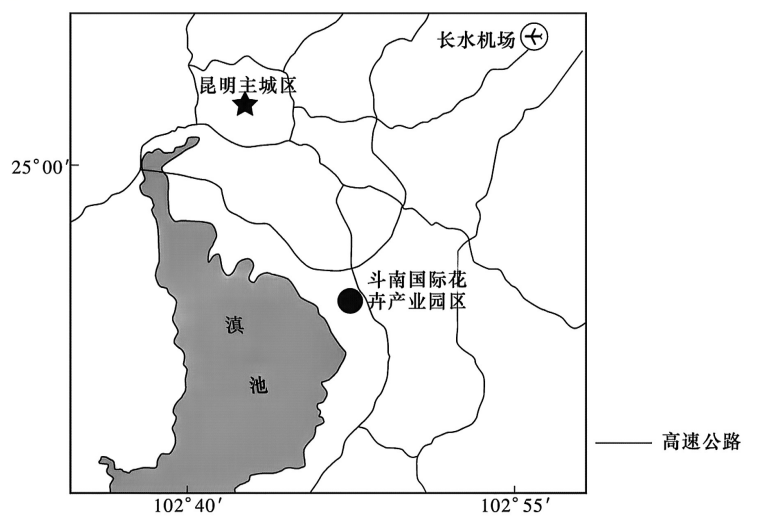 长水机场
昆明主城区
25°00′
斗南国际花
卉产业园区
滇
池
高速公路
102°40′
102°55′